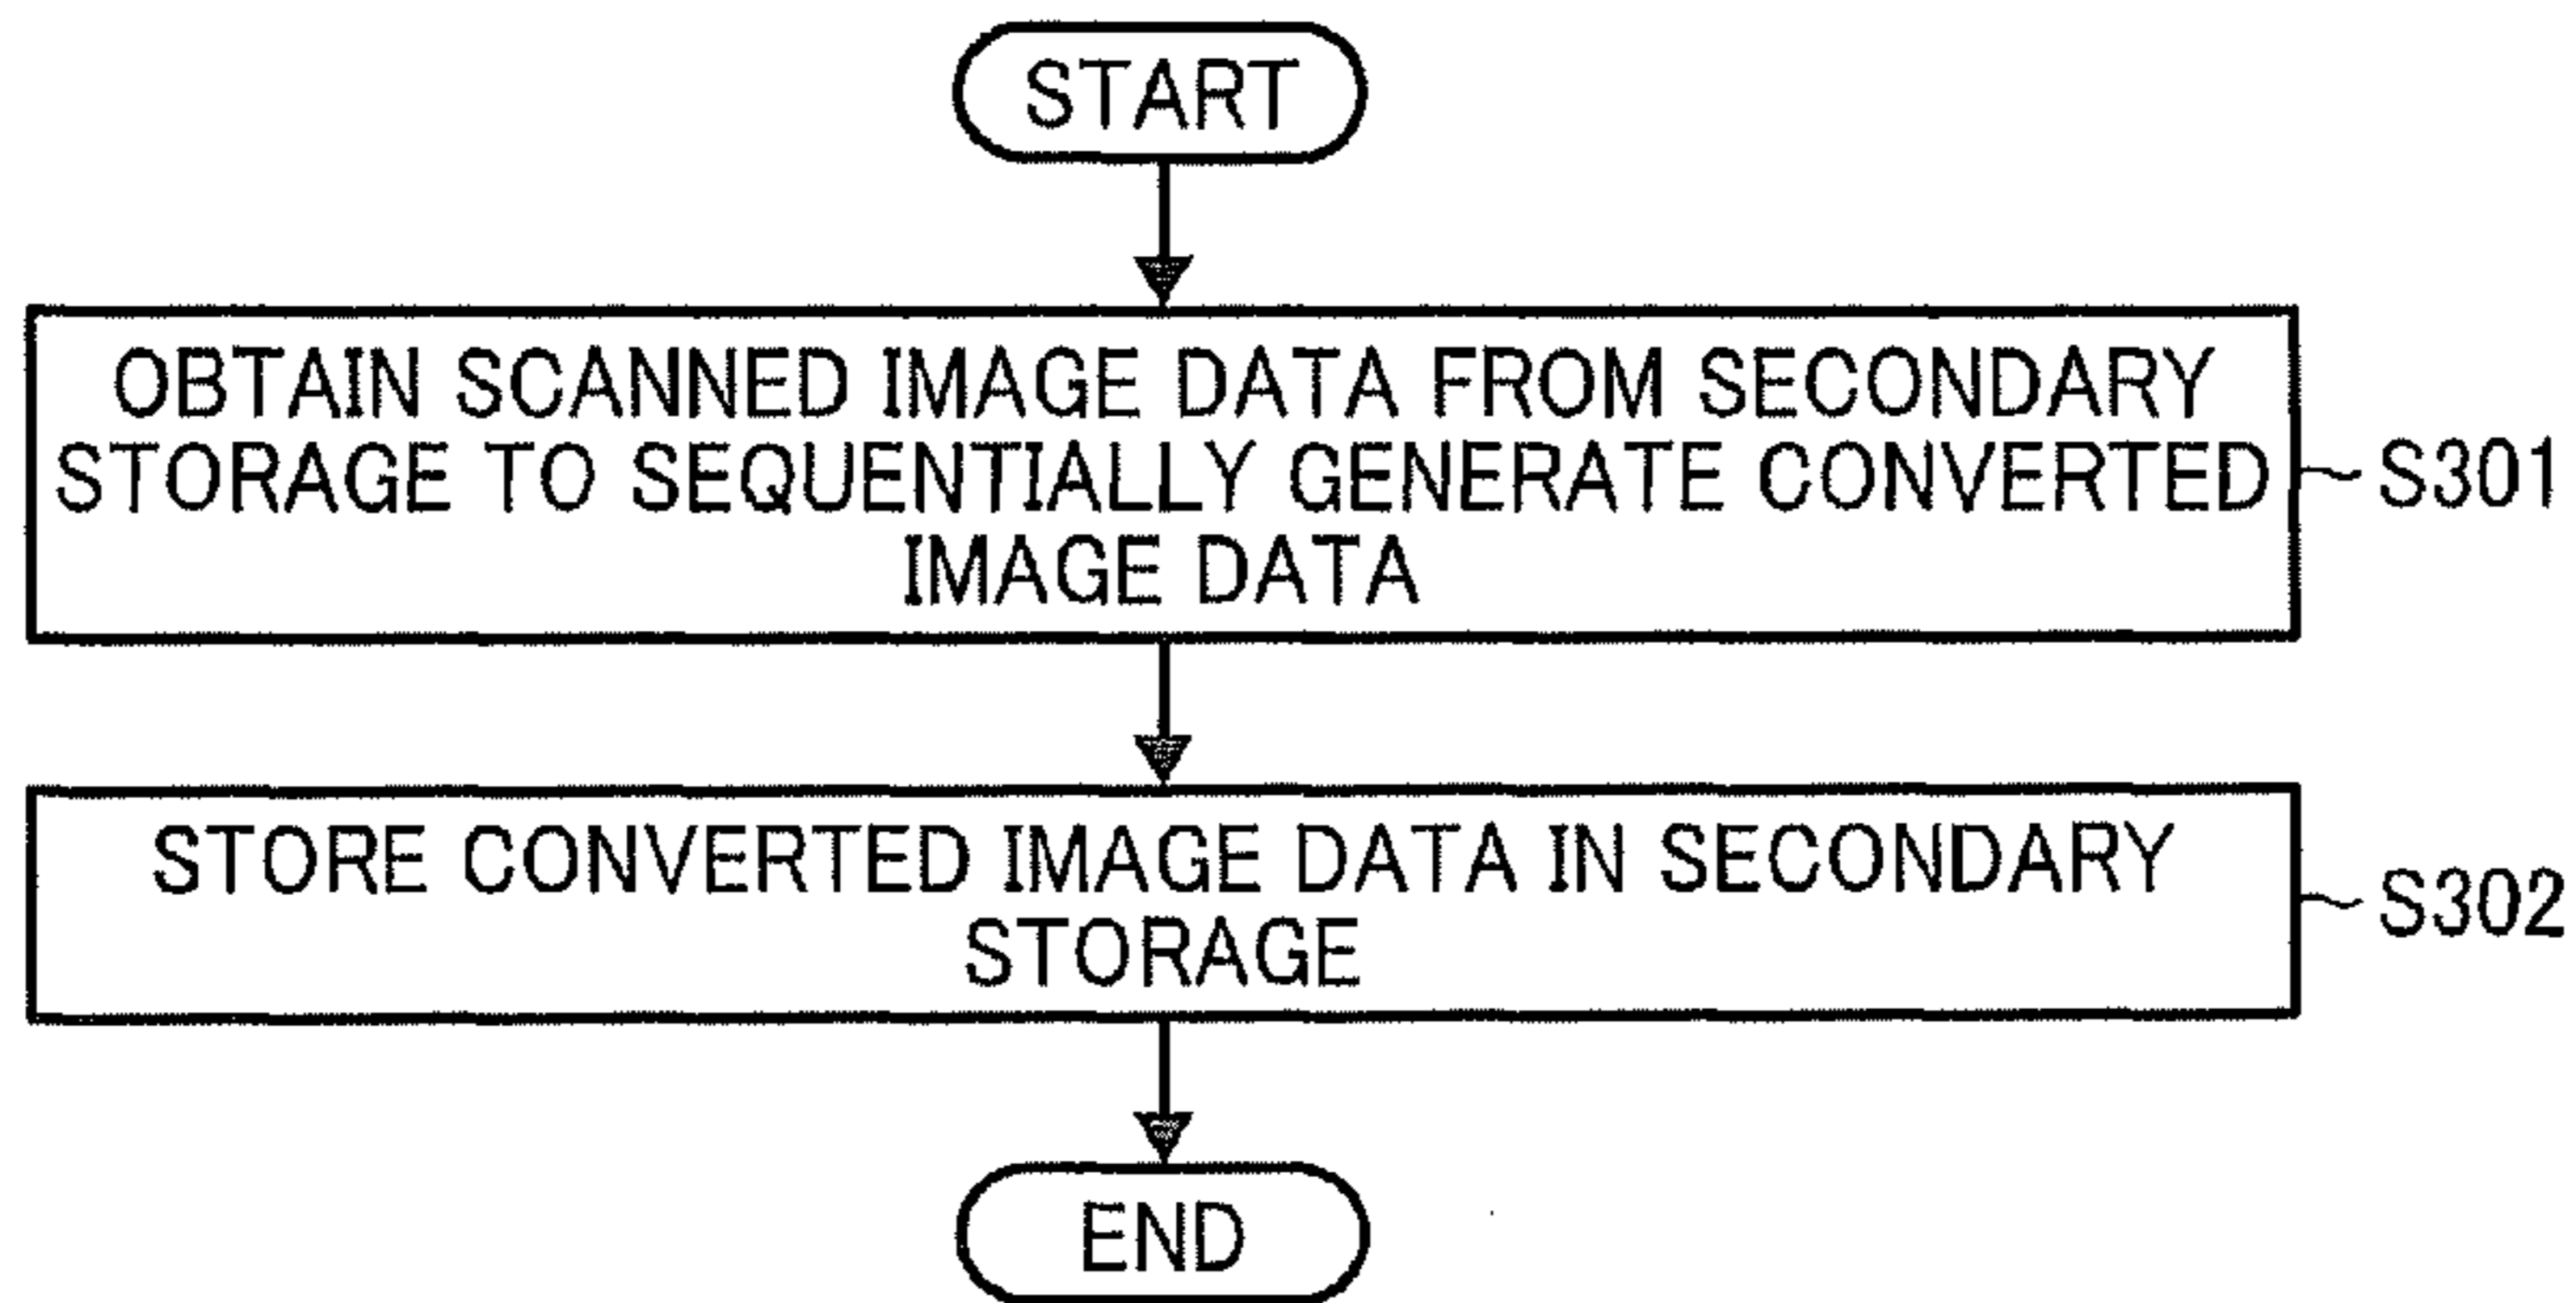 START
OBTAIN SCANNED IMAGE DATA FROM SECONDARY
STORAGE TO SEQUENTIALLY GENERATE CONVERTED
IMAGE DATA
S301
STORE CONVERTED IMAGE DATA IN SECONDARY
STORAGE
S302
END